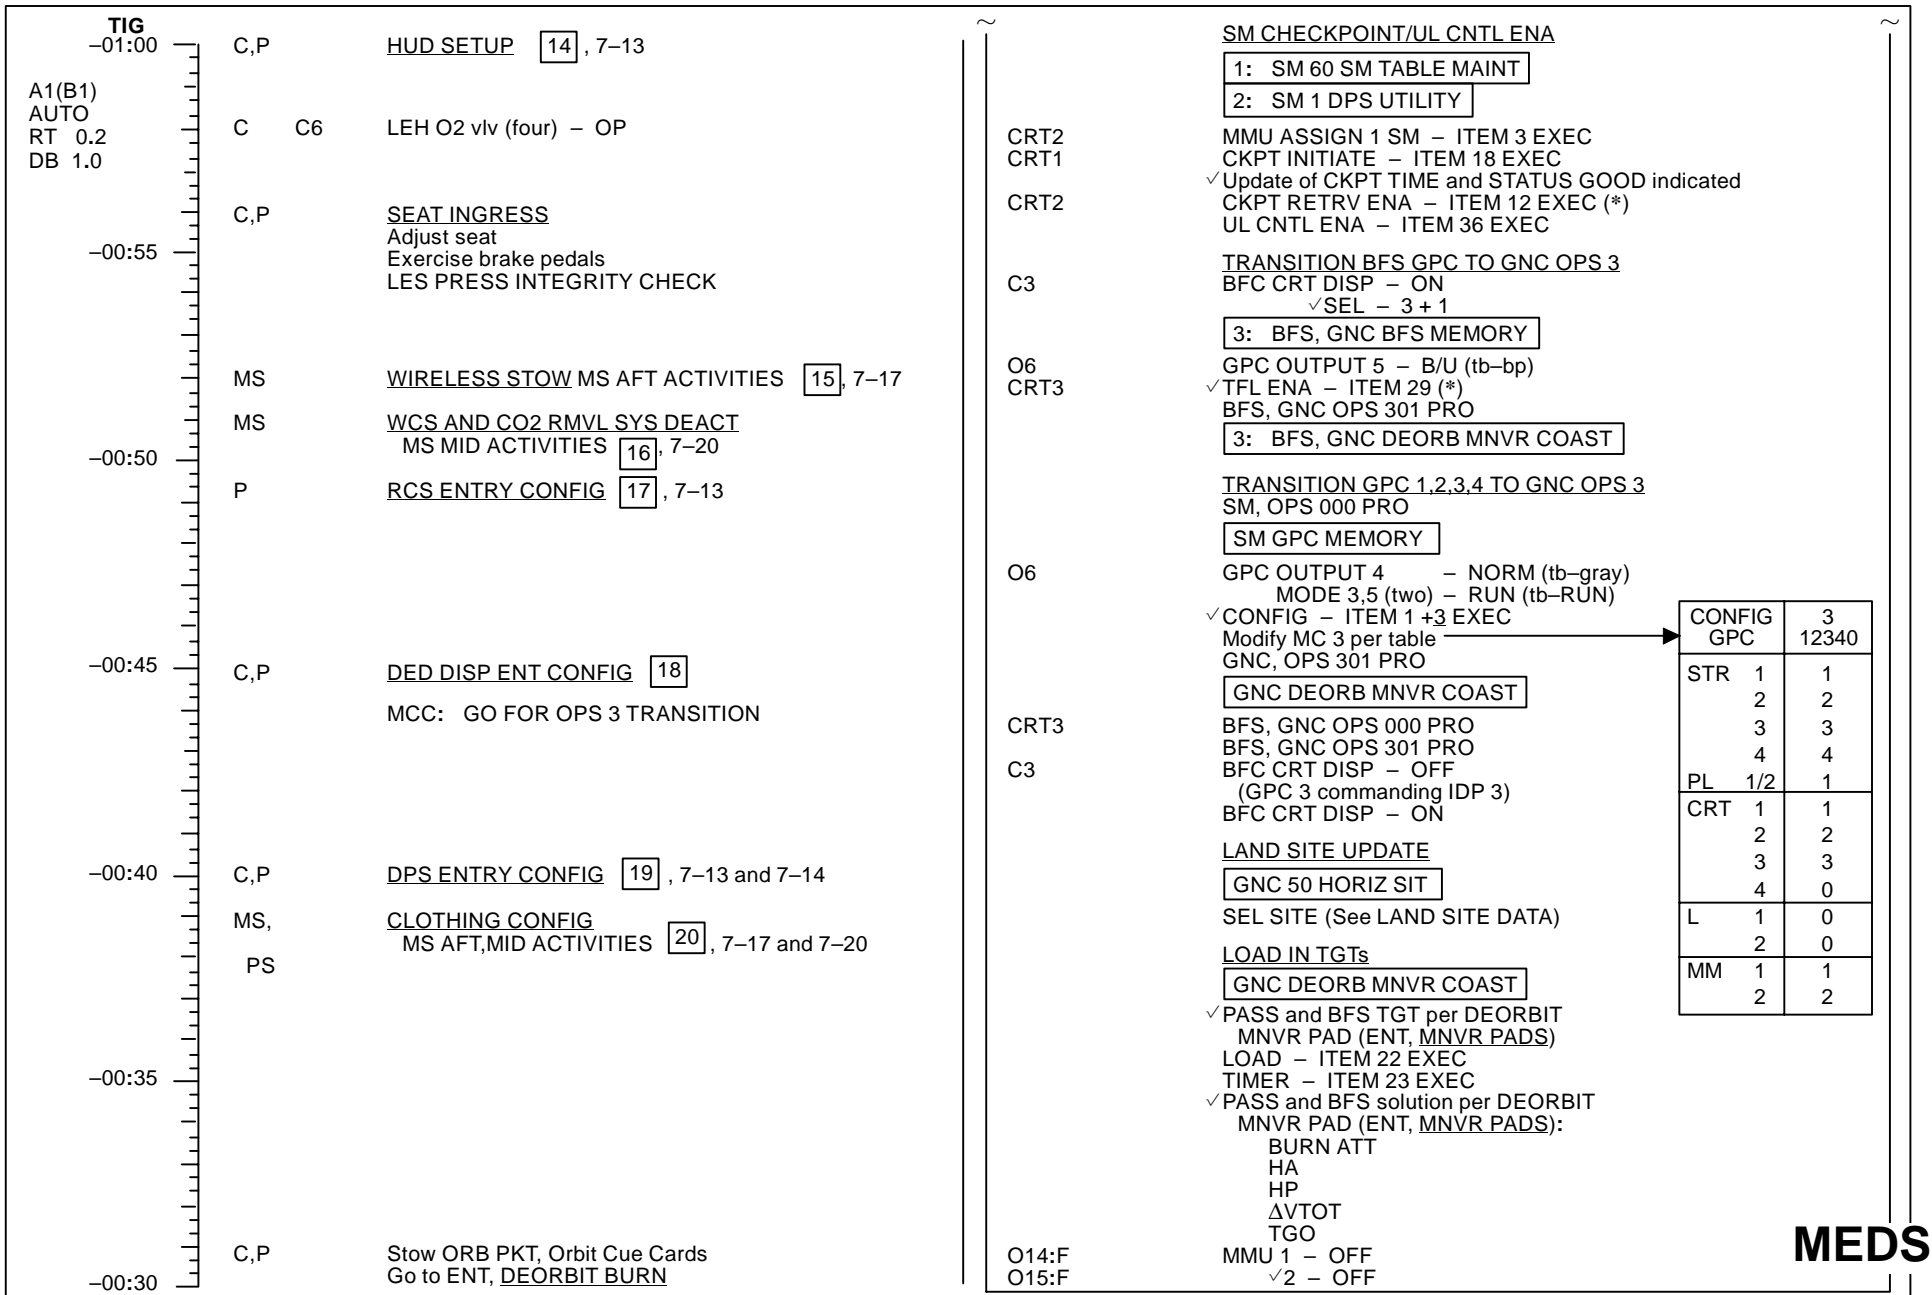 TIG
–01:00 C,P HUD SETUP 14 , 7–13
A1(B1)
AUTO
RT 0.2
DB 1.0
C C6 LEH O2 vlv (four) – OP
C,P SEAT INGRESS
Adjust seat
–00:55 Exercise brake pedals
LES PRESS INTEGRITY CHECK
MS WIRELESS STOW MS AFT ACTIVITIES 15 , 7–17
MS WCS AND CO2 RMVL SYS DEACT
MS MID ACTIVITIES 16 , 7–20
–00:50
P RCS ENTRY CONFIG 17 , 7–13
–00:45
C,P DED DISP ENT CONFIG 18
MCC: GO FOR OPS 3 TRANSITION
–00:40 C,P DPS ENTRY CONFIG 19 , 7–13 and 7–14
MS, CLOTHING CONFIG
MS AFT,MID ACTIVITIES 20 , 7–17 and 7–20
PS
–00:35
C,P Stow ORB PKT, Orbit Cue Cards
Go to ENT, DEORBIT BURN
–00:30
~ ~
SM CHECKPOINT/UL CNTL ENA
1: SM 60 SM TABLE MAINT
2: SM 1 DPS UTILITY
CRT2 MMU ASSIGN 1 SM – ITEM 3 EXEC
CRT1 CKPT INITIATE – ITEM 18 EXEC
√Update of CKPT TIME and STATUS GOOD indicated
CRT2 CKPT RETRV ENA – ITEM 12 EXEC (*)
UL CNTL ENA – ITEM 36 EXEC
TRANSITION BFS GPC TO GNC OPS 3
C3 BFC CRT DISP – ON
√SEL – 3 + 1
3: BFS, GNC BFS MEMORY
O6 GPC OUTPUT 5 – B/U (tb–bp)
CRT3 √TFL ENA – ITEM 29 (*)
BFS, GNC OPS 301 PRO
3: BFS, GNC DEORB MNVR COAST
TRANSITION GPC 1,2,3,4 TO GNC OPS 3
SM, OPS 000 PRO
SM GPC MEMORY
O6 GPC OUTPUT 4 – NORM (tb–gray)
MODE 3,5 (two) – RUN (tb–RUN)
√CONFIG – ITEM 1 +3 EXEC
Modify MC 3 per table
GNC, OPS 301 PRO
GNC DEORB MNVR COAST
CRT3 BFS, GNC OPS 000 PRO
BFS, GNC OPS 301 PRO
C3 BFC CRT DISP – OFF
(GPC 3 commanding IDP 3)
BFC CRT DISP – ON
LAND SITE UPDATE
GNC 50 HORIZ SIT
SEL SITE (See LAND SITE DATA)
LOAD IN TGTs
GNC DEORB MNVR COAST
√PASS and BFS TGT per DEORBIT
MNVR PAD (ENT, MNVR PADS)
LOAD – ITEM 22 EXEC
TIMER – ITEM 23 EXEC
√PASS and BFS solution per DEORBIT
MNVR PAD (ENT, MNVR PADS):
BURN ATT
HA
HP
ΔVTOT
TGO
O14:F MMU 1 – OFF
O15:F √2 – OFF
CONFIG 3
GPC 12340
STR 1 1
2 2
3 3
4 4
PL 1/2 1
CRT 1 1
2 2
3 3
4 0
L 1 0
2 0
MM 1 1
2 2
MEDS